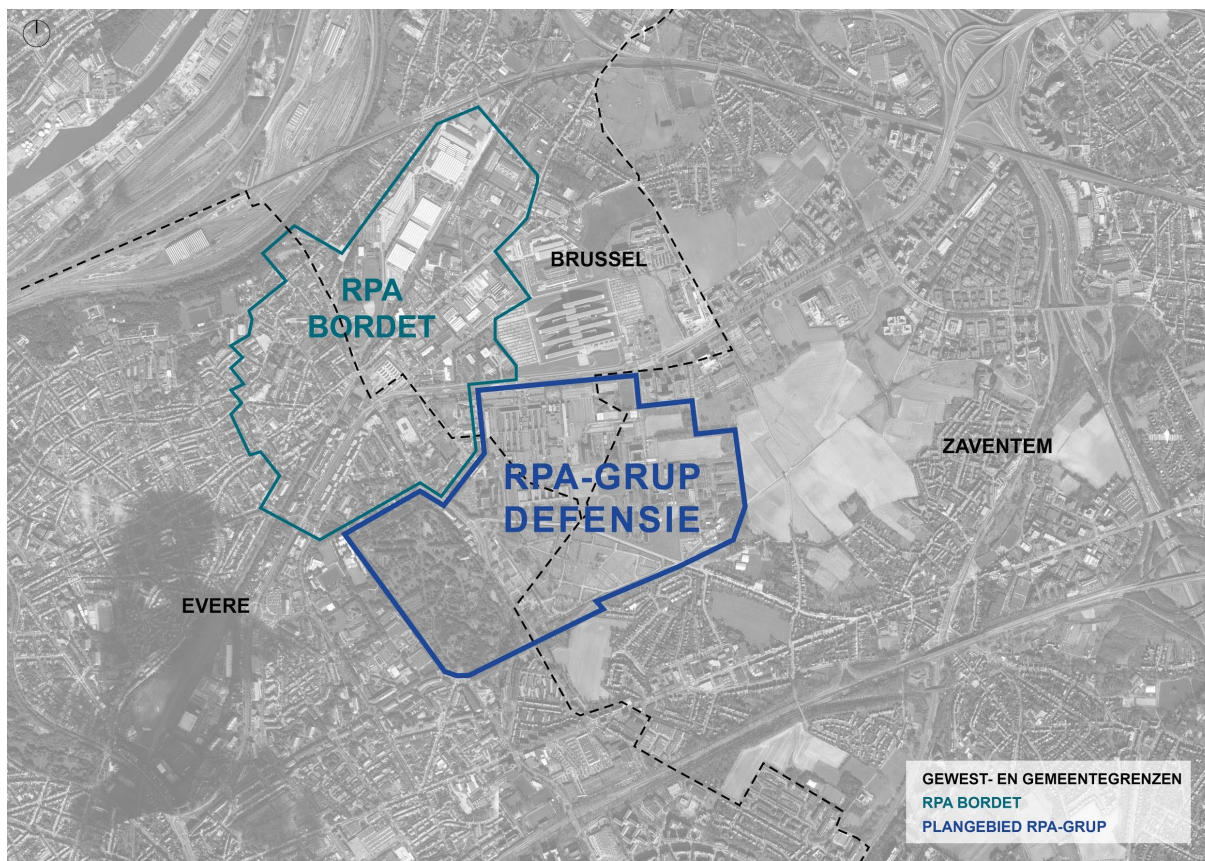 BRUSSEL
RPA
BORDET
ZAVENTEM
RPA-GRUP
DEFENSIE
EVERE
GEWEST- EN GEMEENTEGRENZEN
RPA BORDET
PLANGEBIED RPA-GRUP